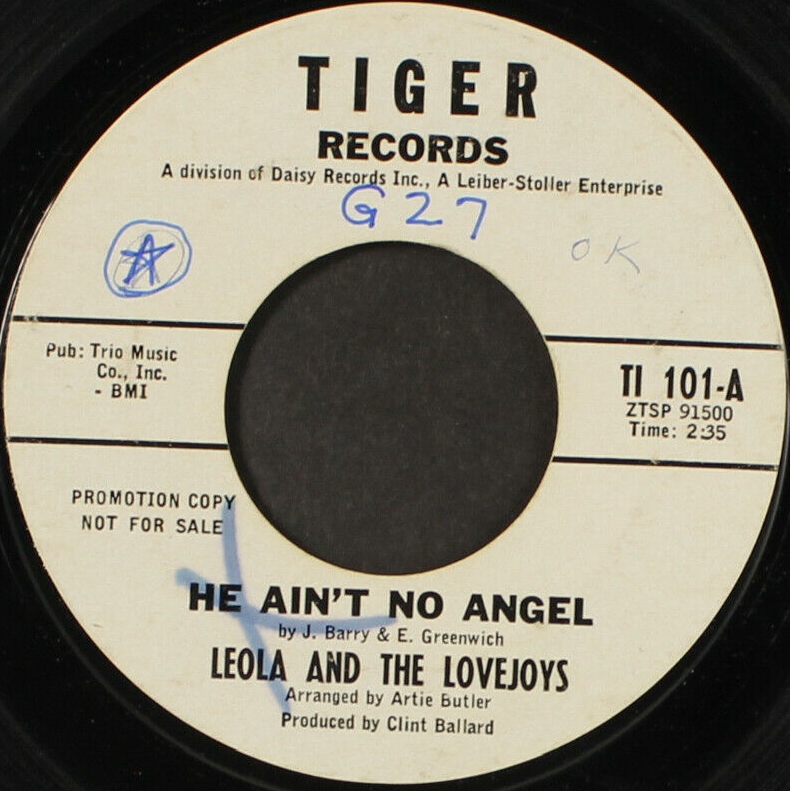 TIGER
RECORDS
A division of Daisy Records Inc., A Leiber-Stoller Enterprise
G27
OK
Pub: Trio Music
Co., Inc.
- BMI
TI 101-A
ZTSP 91500
Time: 2:35
PROMOTION COPY
NOT FOR SALE
HE AIN'T NO ANGEL
by J. Barry & E. Greenwich
LEOLA AND THE LOVEJOYS
Arranged by Artie Butler
Produced by Clint Ballard